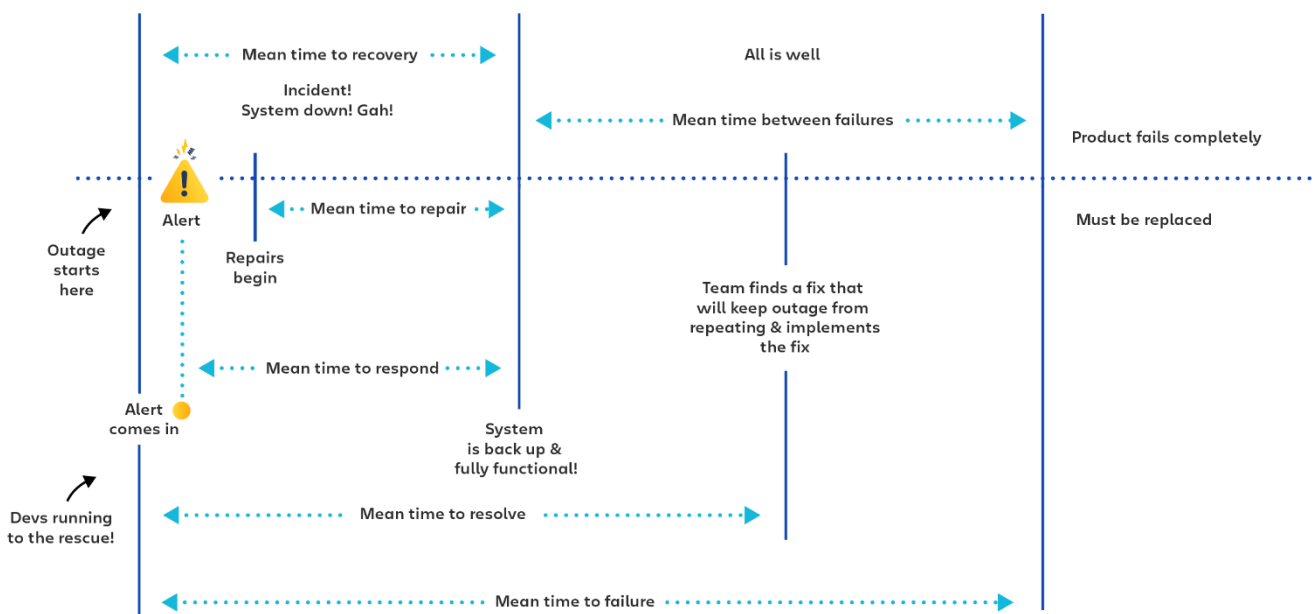 Mean time to recovery
All is well
Incident!
System down! Gah!
Mean time between failures
Product fails completely
Alert
Mean time to repair
Must be replaced
Outage
starts
here
Repairs
begin
Team finds a fix that
will keep outage from
repeating & implements
the fix
Mean time to respond
Alert
comes in
System
is back up &
fully functional!
Devs running
to the rescue!
Mean time to resolve
Mean time to failure